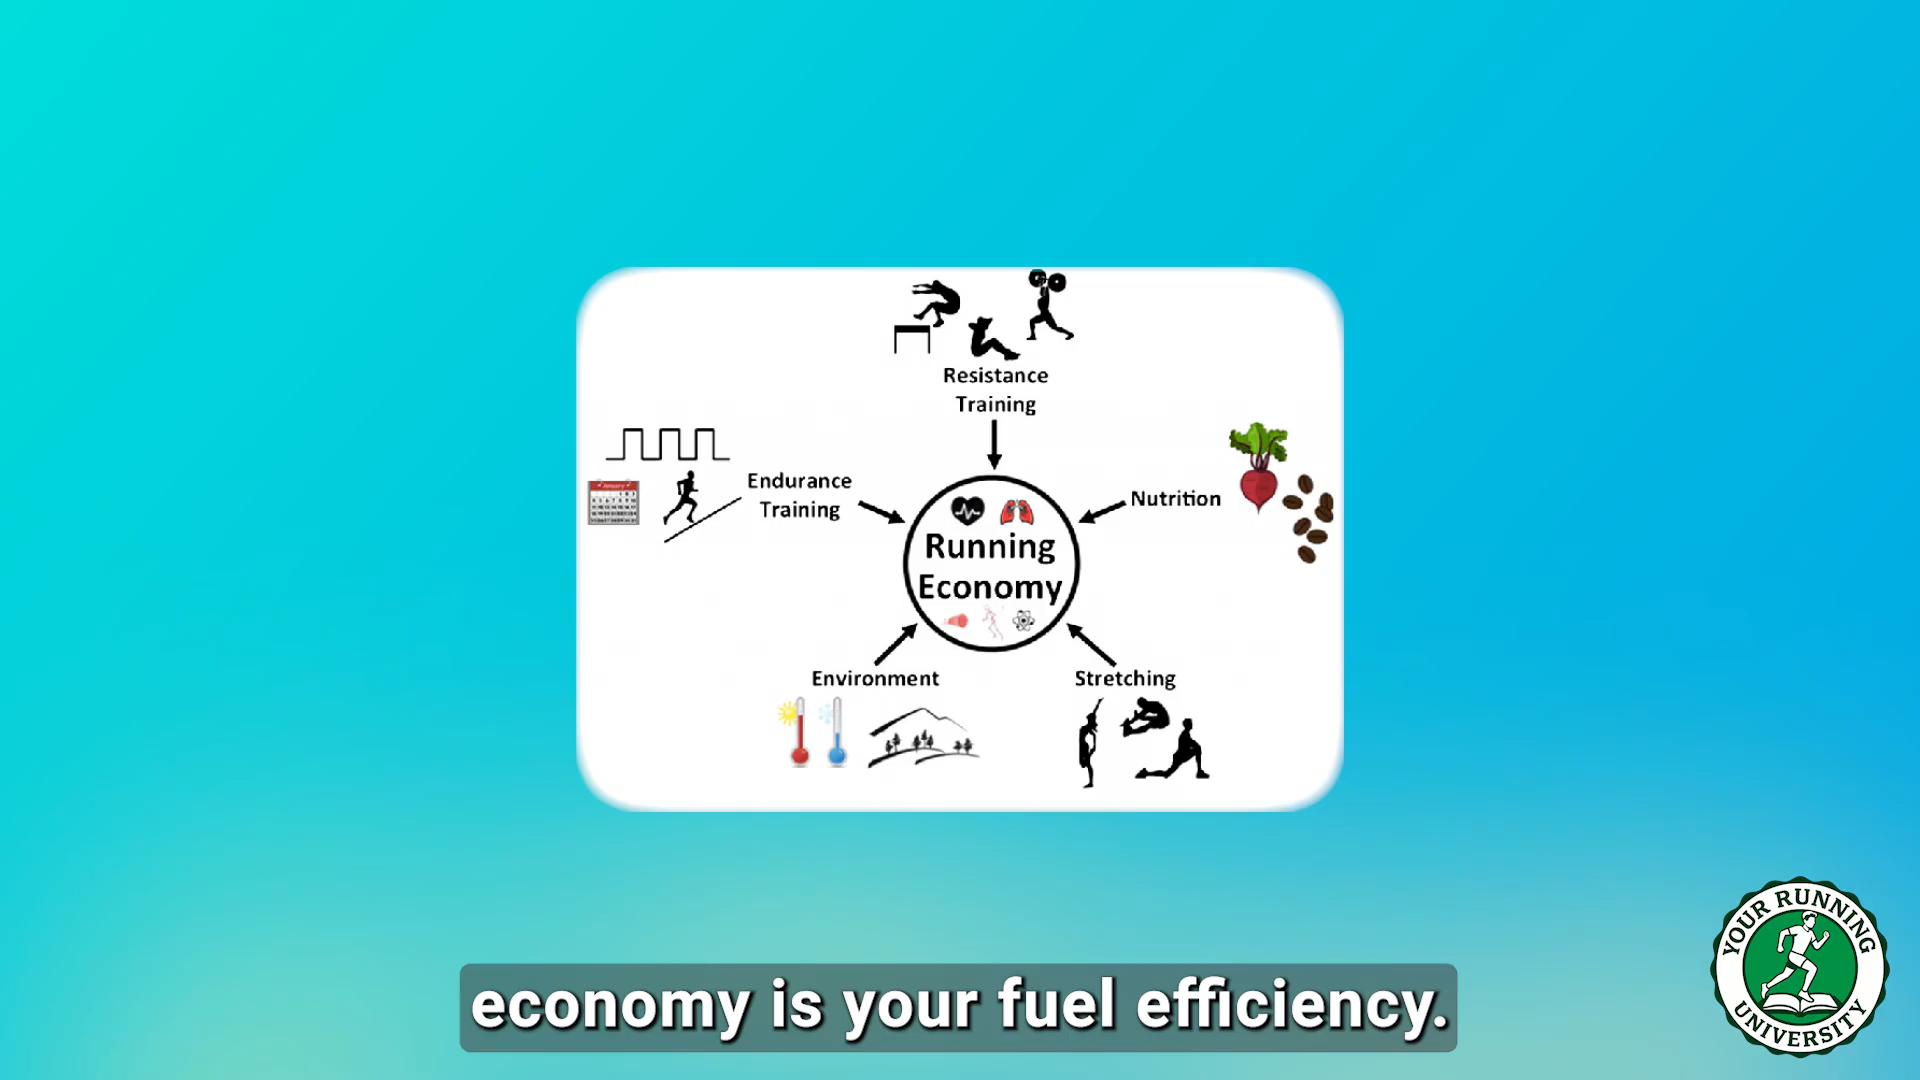 Resistance
Training
Endurance
Training
Nutrition
Running
Economy
Environment
Stretching
economy is your fuel efficiency.
YOUR RUNNING
UNIVERSITY